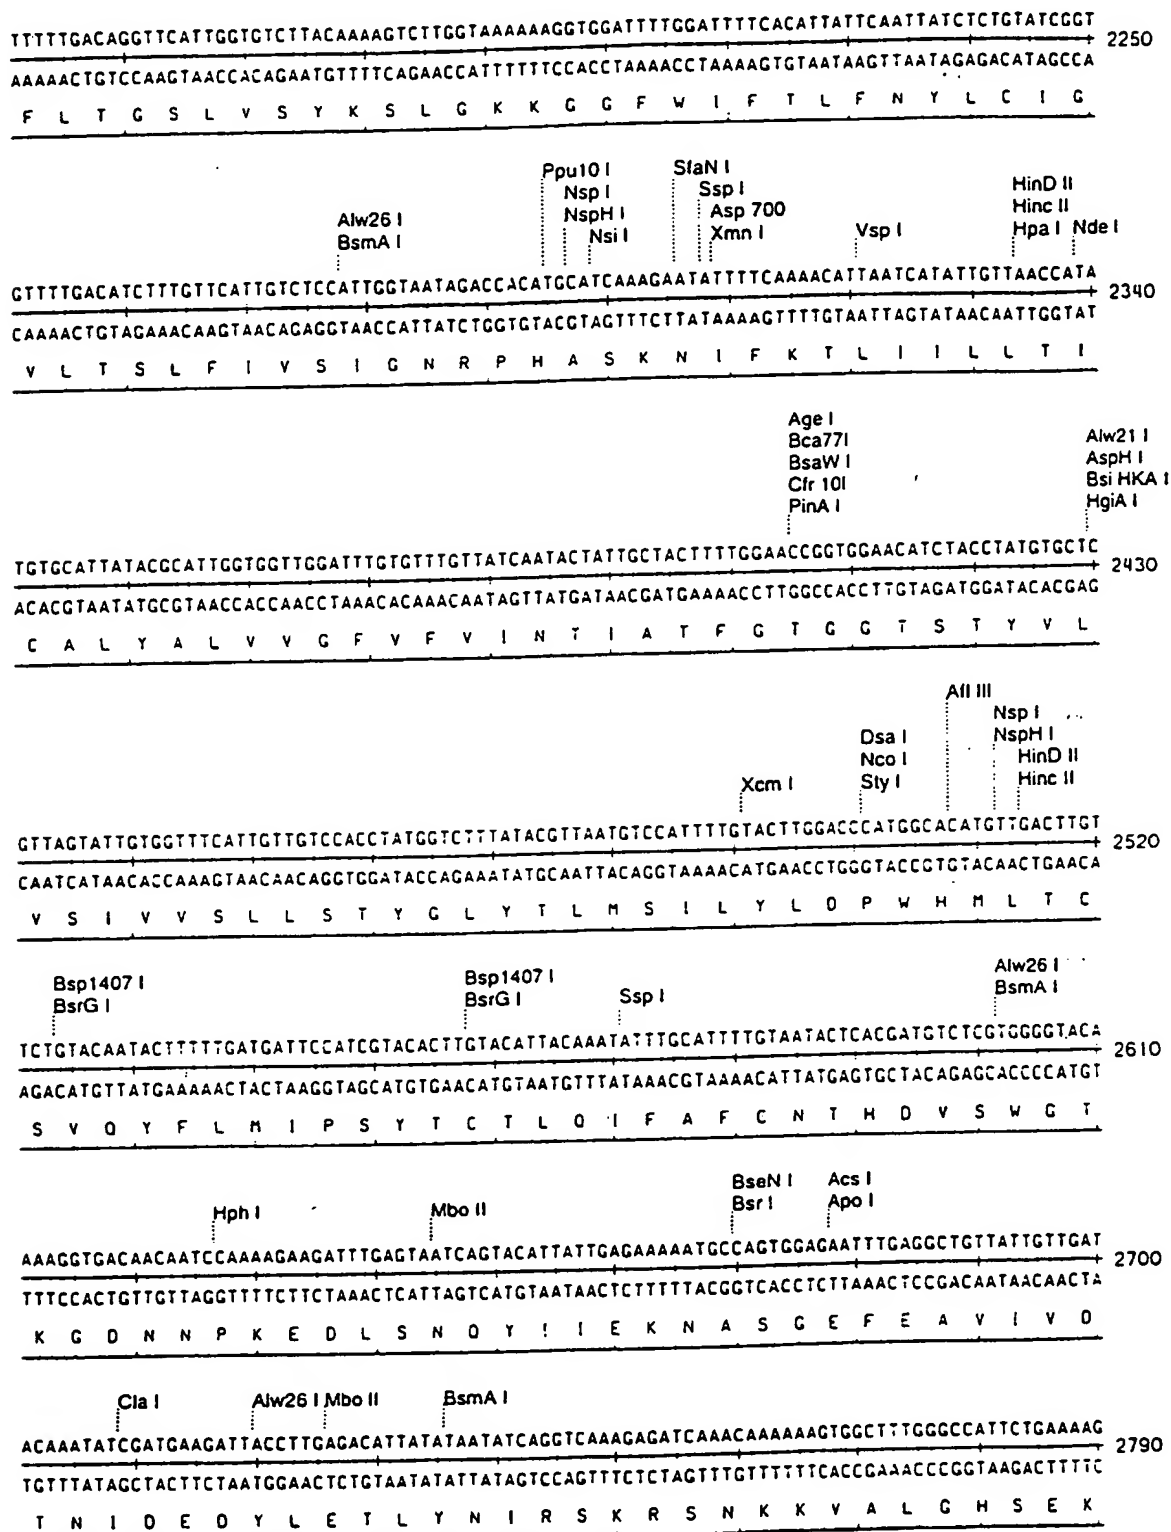 TTTTTGACAGGTTCATTGGTGTCTTACAAAAGTCTTGGTAAAAAAGGTGGATTTTGGATTTTCACATTATTCAATTATCTCTGTATCGGT 2250
AAAAACTGTCCAAGTAACCACAGAATGTTTTCAGAACCATTTTTTCCACCTAAAACCTAAAAGTGTAATAAGTTAATAGAGACATAGCCA
F L T G S L V S Y K S L G K K G G F W I F T L F N Y L C I G
Ppu10 I SfaN I
Nsp I Ssp I HinD II
Alw26 I NspH I Asp 700 Hinc II
BsmA I Nsi I Xmn I Vsp I Hpa I Nde I
GTTTTGACATCTTTGTTCATTGTCTCCATTGGTAATAGACCACATGCATCAAAGAATATTTTCAAAACATTAATCATATTGTTAACCATA 2340
CAAAACTGTAGAAACAAGTAACAGAGGTAACCATTATCTGGTGTACGTAGTTTCTTATAAAAGTTTTGTAATTAGTATAACAATTGGTAT
V L T S L F I V S I G N R P H A S K N I F K T L I I L L T I
Age I
Bca77I Alw21 I
BsaW I AspH I
Cfr 10I Bsi HKA I
PinA I HgiA I
TGTGCATTATACGCATTGGTGGTTGGATTTGTGTTTGTTATCAATACTATTGCTACTTTTGGAACCGGTGGAACATCTACCTATGTGCTC 2430
ACACGTAATATGCGTAACCACCAACCTAAACACAAACAATAGTTATGATAACGATGAAAACCTTGGCCACCTTGTAGATGGATACACGAG
C A L Y A L V V G F V F V I N T I A T F G T G G T S T Y V L
Afl III
Nsp I
Dsa I NspH I
Nco I HinD II
Xcm I Sty I Hinc II
GTTAGTATTGTGGTTTCATTGTTGTCCACCTATGGTCTTTATACGTTAATGTCCATTTTGTACTTGGACCCATGGCACATGTTGACTTGT 2520
CAATCATAACACCAAAGTAACAACAGGTGGATACCAGAAATATGCAATTACAGGTAAAACATGAACCTGGGTACCGTGTACAACTGAACA
V S I V V S L L S T Y G L Y T L M S I L Y L D P W H M L T C
Bsp1407 I Bsp1407 I Alw26 I
BsrG I BsrG I Ssp I BsmA I
TCTGTACAATACTTTTTGATGATTCCATCGTACACTTGTACATTACAAATATTTGCATTTTGTAATACTCACGATGTCTCGTGGGGTACA 2610
AGACATGTTATGAAAAACTACTAAGGTAGCATGTGAACATGTAATGTTTATAAACGTAAAACATTATGAGTGCTACAGAGCACCCCATGT
S V Q Y F L M I P S Y T C T L Q I F A F C N T H D V S W G T
BseN I Acs I
Hph I Mbo II Bsr I Apo I
AAAGGTGACAACAATCCAAAAGAAGATTTGAGTAATCAGTACATTATTGAGAAAAATGCCAGTGGAGAATTTGAGGCTGTTATTGTTGAT 2700
TTTCCACTGTTGTTAGGTTTTCTTCTAAACTCATTAGTCATGTAATAACTCTTTTTACGGTCACCTCTTAAACTCCGACAATAACAACTA
K G D N N P K E D L S N Q Y I I E K N A S G E F E A V I V D
Cla I Alw26 I Mbo II BsmA I
ACAAATATCGATGAAGATTACCTTGAGACATTATATAATATCAGGTCAAAGAGATCAAACAAAAAAGTGGCTTTGGGCCATTCTGAAAAG 2790
TGTTTATAGCTACTTCTAATGGAACTCTGTAATATATTATAGTCCAGTTTCTCTAGTTTGTTTTTTCACCGAAACCCGGTAAGACTTTTC
T N I D E D Y L E T L Y N I R S K R S N K K V A L G H S E K